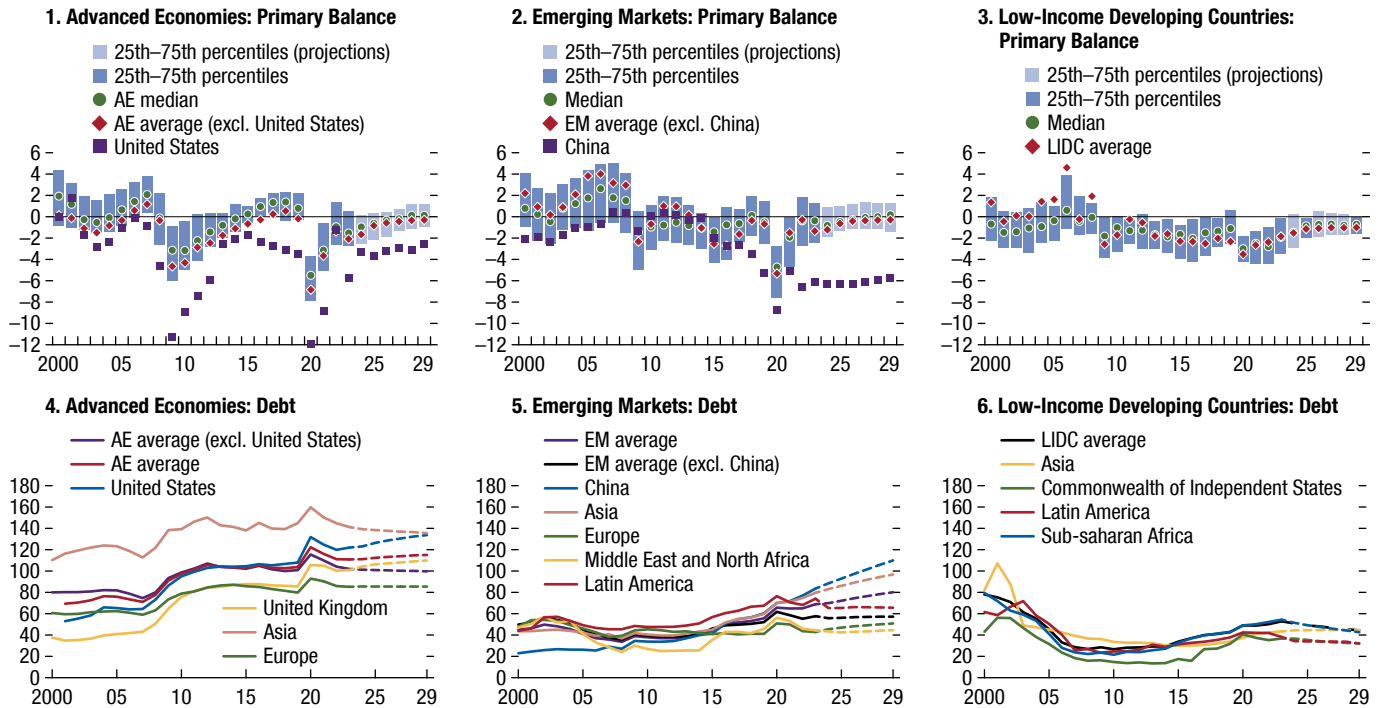 1. Advanced Economies: Primary Balance
25th–75th percentiles (projections)
25th–75th percentiles
AE median
AE average (excl. United States)
United States
6
4
2
0
–2
–4
–6
–8
–10
–12
2000 05 10 15 20 25 29
2. Emerging Markets: Primary Balance
25th–75th percentiles (projections)
25th–75th percentiles
Median
EM average (excl. China)
China
6
4
2
0
–2
–4
–6
–8
–10
–12
2000 05 10 15 20 25 29
3. Low-Income Developing Countries:
Primary Balance
25th–75th percentiles (projections)
25th–75th percentiles
Median
LIDC average
6
4
2
0
–2
–4
–6
–8
–10
–12
2000 05 10 15 20 25 29
4. Advanced Economies: Debt
AE average (excl. United States)
AE average
United States
180
160
140
120
100
80
60
40
20
0
United Kingdom
Asia
Europe
2000 05 10 15 20 25 29
5. Emerging Markets: Debt
EM average
EM average (excl. China)
China
Asia
Europe
Middle East and North Africa
Latin America
180
160
140
120
100
80
60
40
20
0
2000 05 10 15 20 25 29
6. Low-Income Developing Countries: Debt
LIDC average
Asia
Commonwealth of Independent States
Latin America
Sub-saharan Africa
180
160
140
120
100
80
60
40
20
0
2000 05 10 15 20 25 29